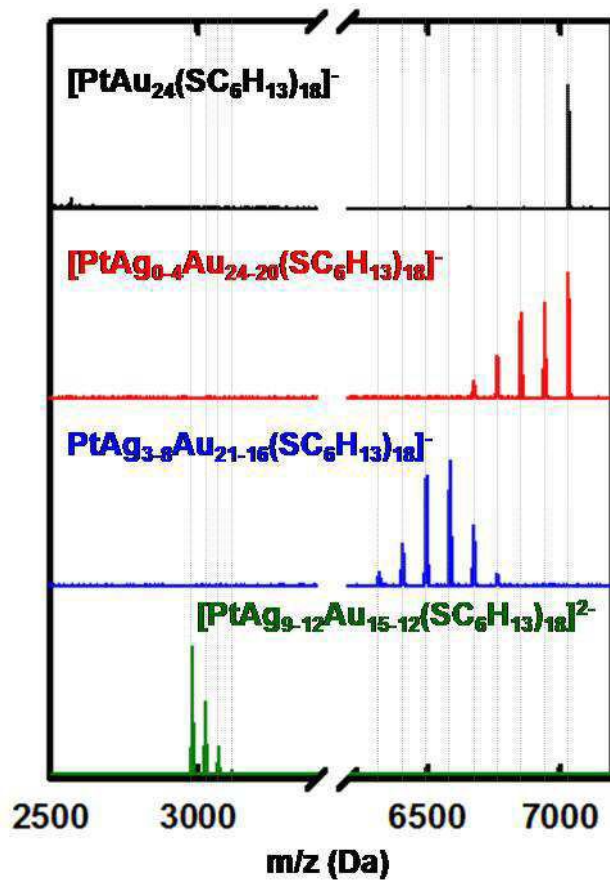 [PtAu₂₄(SC₆H₁₃)₁₈]⁻
[PtAg₀₋₄Au₂₄₋₂₀(SC₆H₁₃)₁₈]⁻
PtAg₃₋₈Au₂₁₋₁₆(SC₆H₁₃)₁₈]⁻
[PtAg₉₋₁₂Au₁₅₋₁₂(SC₆H₁₃)₁₈]²⁻
2500 3000 6500 7000
m/z (Da)